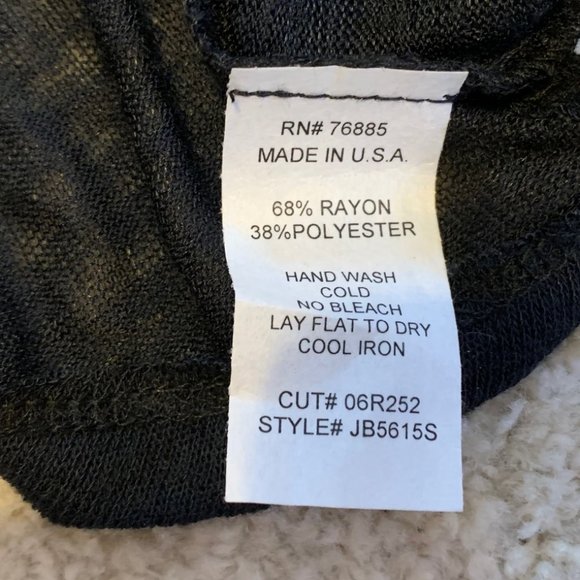 RN# 76885
MADE IN U.S.A.
68% RAYON
38%POLYESTER
HAND WASH
COLD
NO BLEACH
LAY FLAT TO DRY
COOL IRON
CUT# 06R252
STYLE# JB5615S